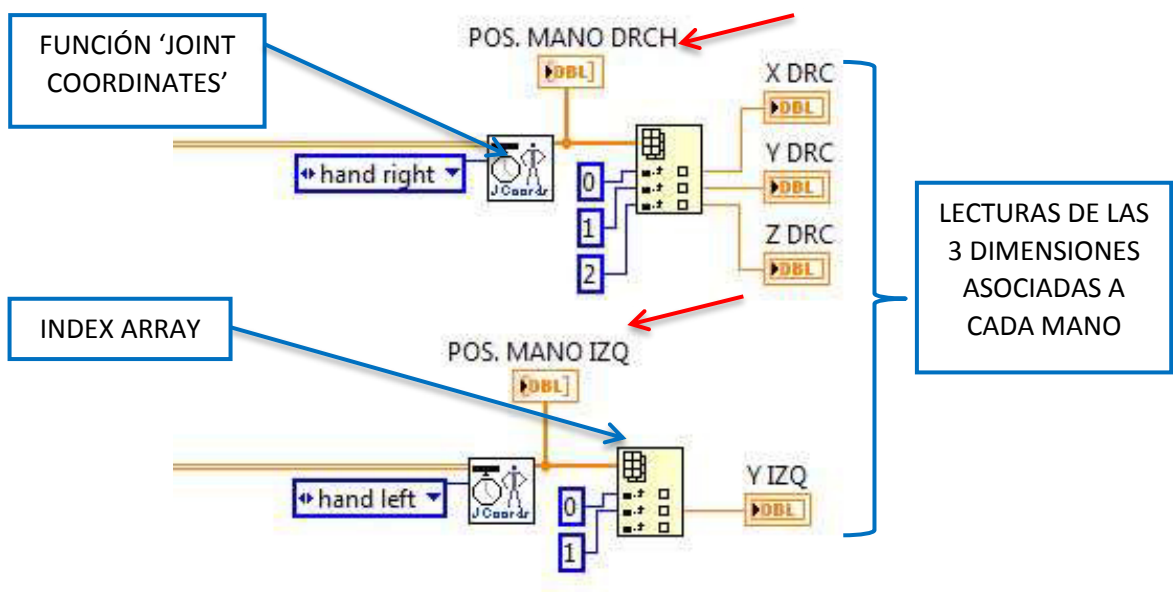 FUNCIÓN ‘JOINT
COORDINATES’
POS. MANO DRCH
DBL
hand right
J Coords
0
1
2
X DRC
DBL
Y DRC
DBL
Z DRC
DBL
LECTURAS DE LAS
3 DIMENSIONES
ASOCIADAS A
CADA MANO
INDEX ARRAY
POS. MANO IZQ
DBL
hand left
J Coords
0
1
Y IZQ
DBL